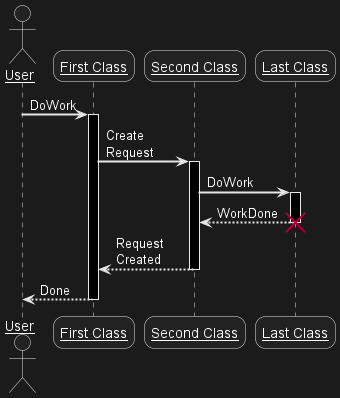 User
First Class
Second Class
Last Class
DoWork
Create
Request
DoWork
WorkDone
Request
Created
Done
User
First Class
Second Class
Last Class